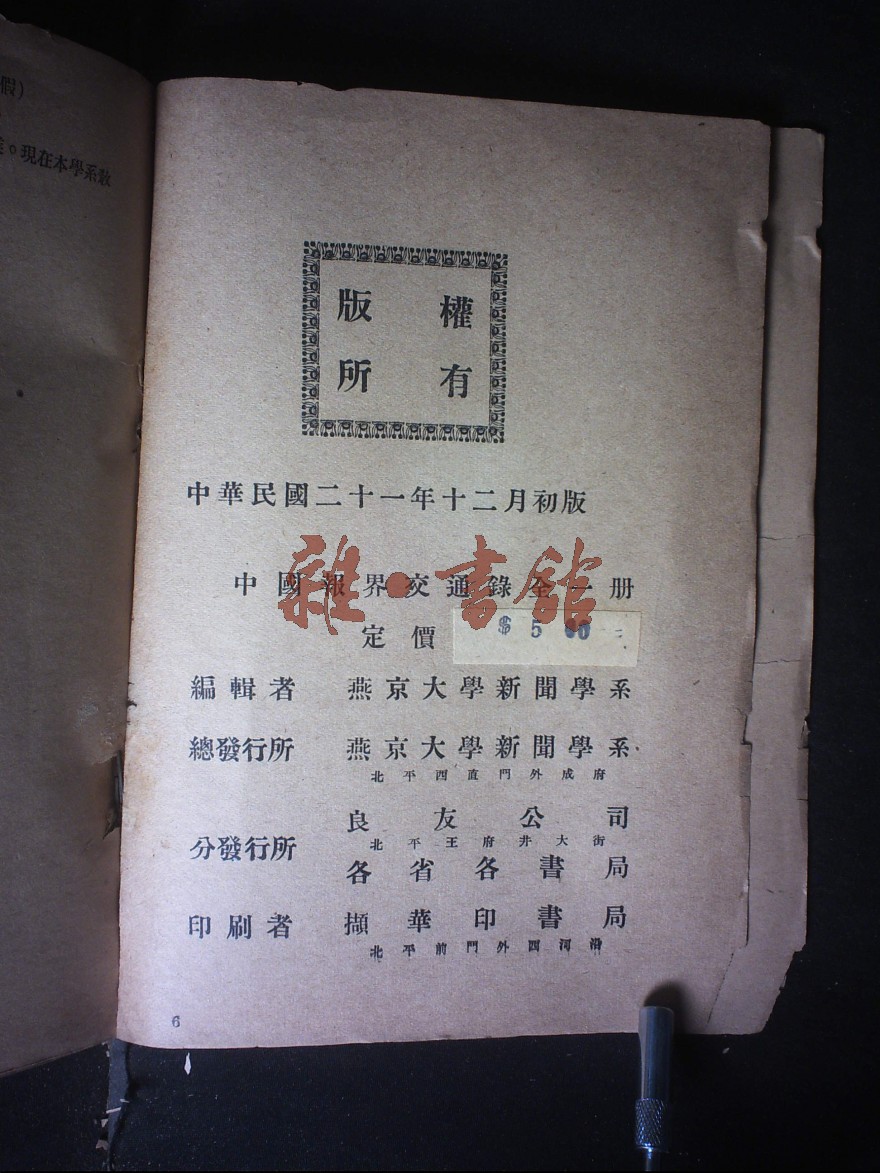 假)
。現在本學系敢
版權
所有
中華民國二十一年十二月初版
中國報界交通錄全一册
雜·書館
定價 $ 5
編輯者 燕京大學新聞學系
總發行所 燕京大學新聞學系
北平西直門外成府
分發行所
良友公司
北平王府井大街
各省各書局
印刷者 擷華印書局
北平前門外西河沿
6